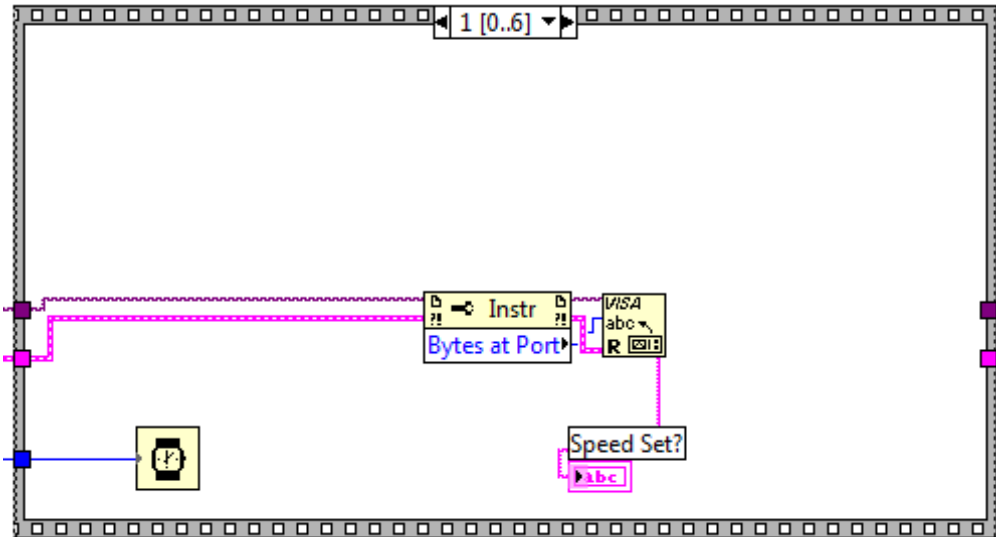 1 [0..6]
Instr
Bytes at Port
VISA
abc
R
Speed Set?
abc